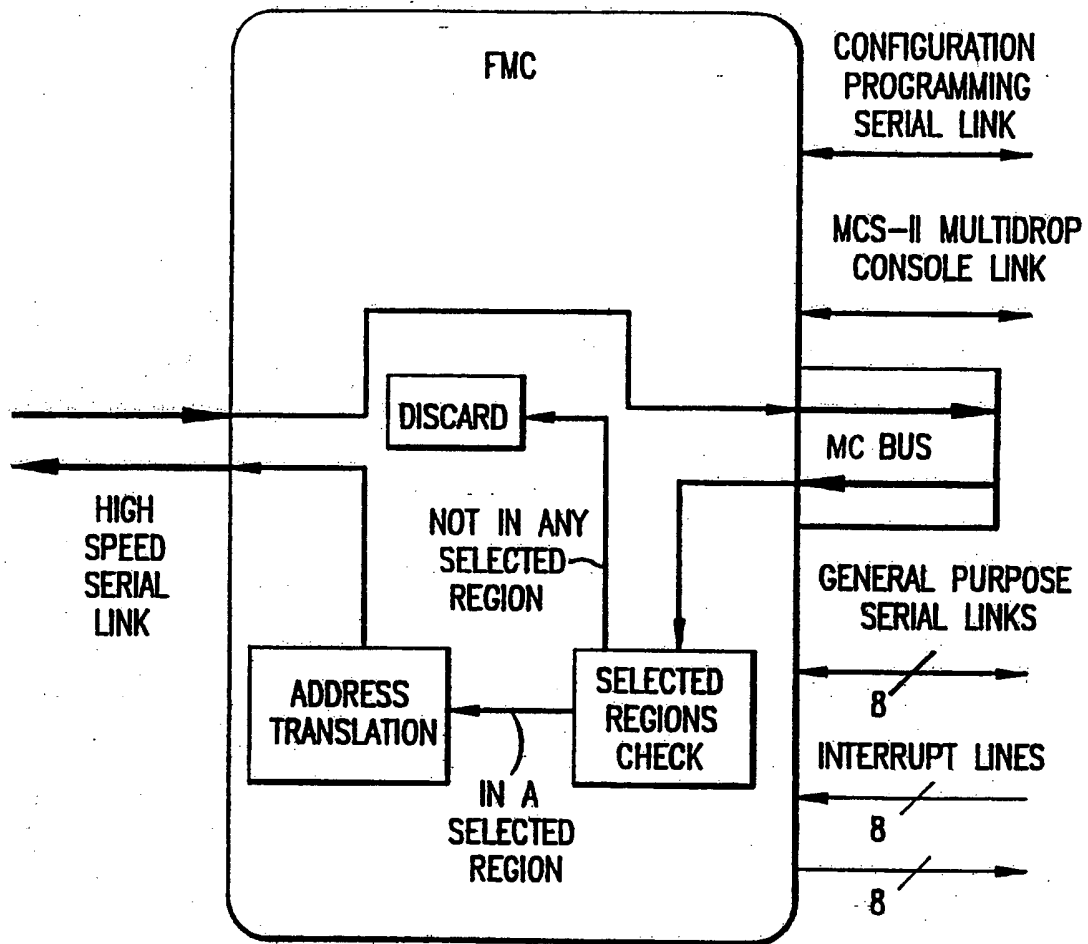 FMC
CONFIGURATION
PROGRAMMING
SERIAL LINK
MCS-II MULTIDROP
CONSOLE LINK
DISCARD
MC BUS
HIGH
SPEED
SERIAL
LINK
NOT IN ANY
SELECTED
REGION
GENERAL PURPOSE
SERIAL LINKS
8
ADDRESS
TRANSLATION
SELECTED
REGIONS
CHECK
IN A
SELECTED
REGION
INTERRUPT LINES
8
8